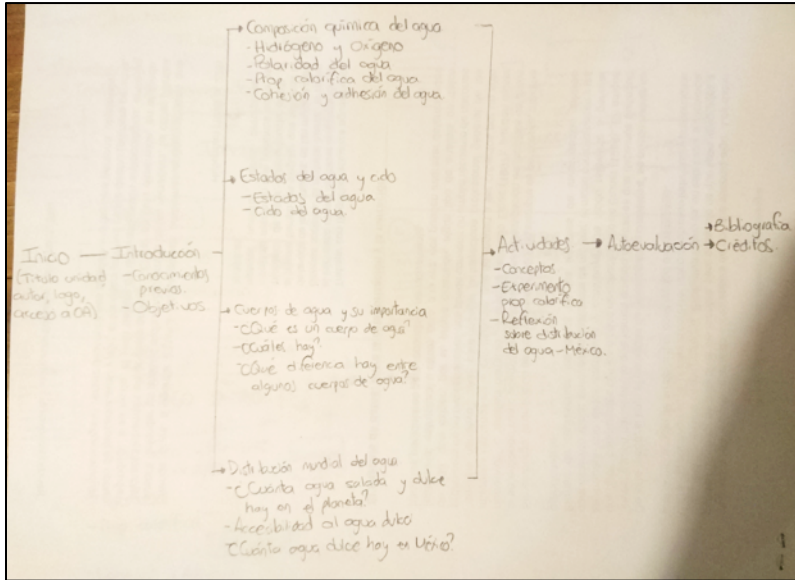 Inicio
(Título unidad,
autor, logo,
acceso a OA)
Introducción
-Conocimientos
previos.
-Objetivos
Composición química del agua
-Hidrógeno y Oxígeno
-Polaridad del agua
-Prop calorífica del agua
-Cohesión y adhesión del agua.
Estados del agua y ciclo
-Estados del agua
-Ciclo del agua.
Cuerpos de agua y su importancia
-¿Qué es un cuerpo de agua?
-¿Cuáles hay?
-¿Qué diferencia hay entre
algunos cuerpos de agua?
Distribución mundial del agua
-¿Cuánta agua salada y dulce
hay en el planeta?
-Accesibilidad al agua dulce
-¿Cuánta agua dulce hay en México?
Actividades
-Conceptos
-Experimento
prop calorífica
-Reflexión
sobre distribución
del agua-México.
Autoevaluación
Bibliografía
Créditos.